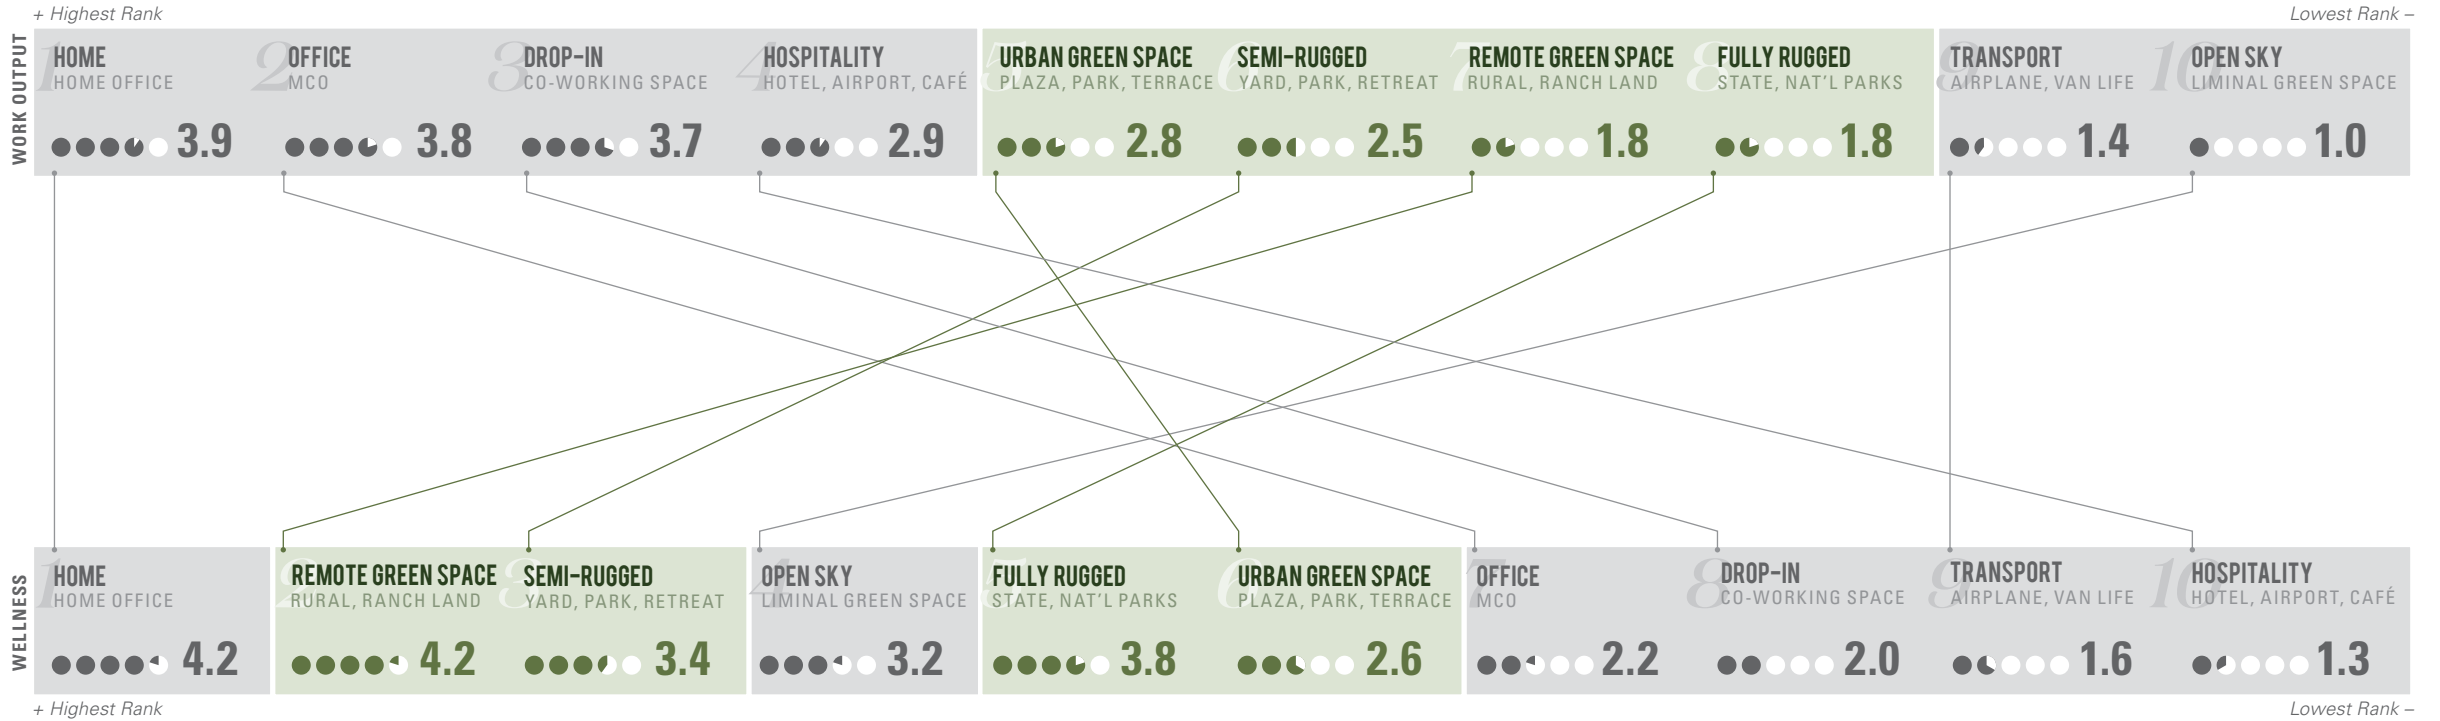 + Highest Rank
Lowest Rank –
WORK OUTPUT
1 HOME
HOME OFFICE
3.9
2 OFFICE
MCO
3.8
3 DROP-IN
CO-WORKING SPACE
3.7
4 HOSPITALITY
HOTEL, AIRPORT, CAFÉ
2.9
5 URBAN GREEN SPACE
PLAZA, PARK, TERRACE
2.8
6 SEMI-RUGGED
YARD, PARK, RETREAT
2.5
7 REMOTE GREEN SPACE
RURAL, RANCH LAND
1.8
8 FULLY RUGGED
STATE, NAT'L PARKS
1.8
9 TRANSPORT
AIRPLANE, VAN LIFE
1.4
10 OPEN SKY
LIMINAL GREEN SPACE
1.0
WELLNESS
1 HOME
HOME OFFICE
4.2
2 REMOTE GREEN SPACE
RURAL, RANCH LAND
4.2
3 SEMI-RUGGED
YARD, PARK, RETREAT
3.4
4 OPEN SKY
LIMINAL GREEN SPACE
3.2
5 FULLY RUGGED
STATE, NAT'L PARKS
3.8
6 URBAN GREEN SPACE
PLAZA, PARK, TERRACE
2.6
7 OFFICE
MCO
2.2
8 DROP-IN
CO-WORKING SPACE
2.0
9 TRANSPORT
AIRPLANE, VAN LIFE
1.6
10 HOSPITALITY
HOTEL, AIRPORT, CAFÉ
1.3
+ Highest Rank
Lowest Rank –